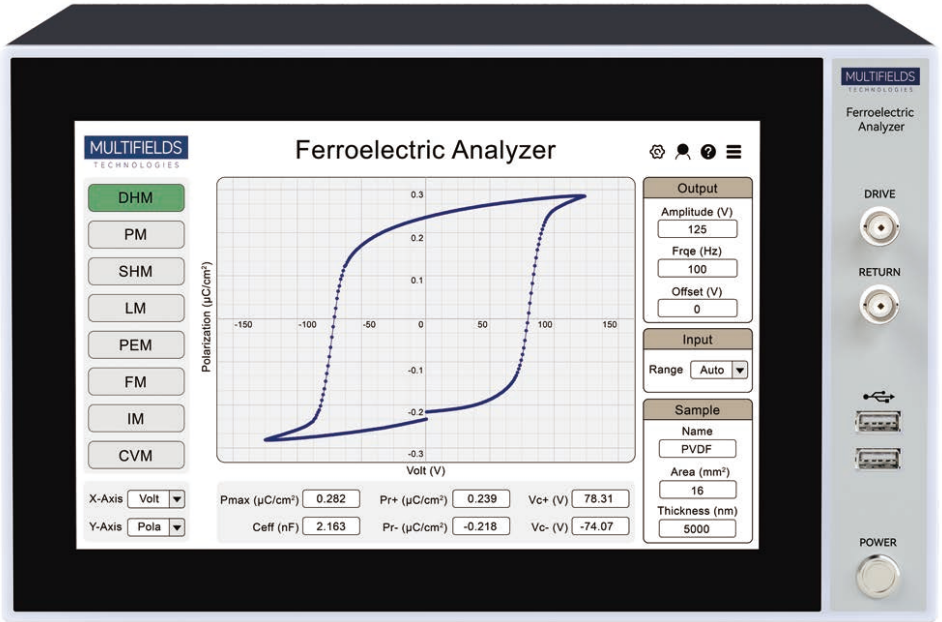 MULTIFIELDS
TECHNOLOGIES
Ferroelectric
Analyzer
DRIVE
RETURN
POWER
MULTIFIELDS
TECHNOLOGIES
Ferroelectric Analyzer
DHM
PM
SHM
LM
PEM
FM
IM
CVM
X-Axis Volt
Y-Axis Pola
Polarization (μC/cm²)
0.3
0.2
0.1
-150 -100 -50 0 50 100 150
-0.1
-0.2
-0.3
Volt (V)
Pmax (μC/cm²) 0.282 Pr+ (μC/cm²) 0.239 Vc+ (V) 78.31
Ceff (nF) 2.163 Pr- (μC/cm²) -0.218 Vc- (V) -74.07
Output
Amplitude (V)
125
Frqe (Hz)
100
Offset (V)
0
Input
Range Auto
Sample
Name
PVDF
Area (mm²)
16
Thickness (nm)
5000